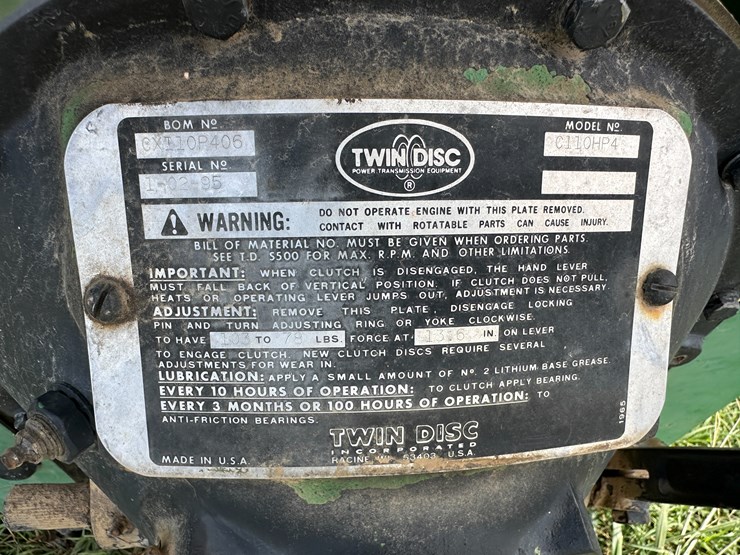 BOM Nº
CX110P406
MODEL Nº
C110HP4
SERIAL Nº
TWIN DISC
POWER TRANSMISSION EQUIPMENT
®
WARNING: DO NOT OPERATE ENGINE WITH THIS PLATE REMOVED.
CONTACT WITH ROTATABLE PARTS CAN CAUSE INJURY.
BILL OF MATERIAL NO. MUST BE GIVEN WHEN ORDERING PARTS.
SEE T.D. S500 FOR MAX. R.P.M. AND OTHER LIMITATIONS.
IMPORTANT: WHEN CLUTCH IS DISENGAGED, THE HAND LEVER
MUST FALL BACK OF VERTICAL POSITION. IF CLUTCH DOES NOT PULL,
HEATS OR OPERATING LEVER JUMPS OUT, ADJUSTMENT IS NECESSARY.
ADJUSTMENT: REMOVE THIS PLATE, DISENGAGE LOCKING
PIN AND TURN ADJUSTING RING OR YOKE CLOCKWISE.
TO HAVE TO 78 LBS. FORCE AT IN. ON LEVER
TO ENGAGE CLUTCH. NEW CLUTCH DISCS REQUIRE SEVERAL
ADJUSTMENTS FOR WEAR IN.
LUBRICATION: APPLY A SMALL AMOUNT OF Nº. 2 LITHIUM BASE GREASE.
EVERY 10 HOURS OF OPERATION: TO CLUTCH APPLY BEARING.
EVERY 3 MONTHS OR 100 HOURS OF OPERATION: TO
ANTI-FRICTION BEARINGS.
TWIN DISC
INCORPORATED
MADE IN U.S.A.
RACINE, WI. 53403 U.S.A.
1965